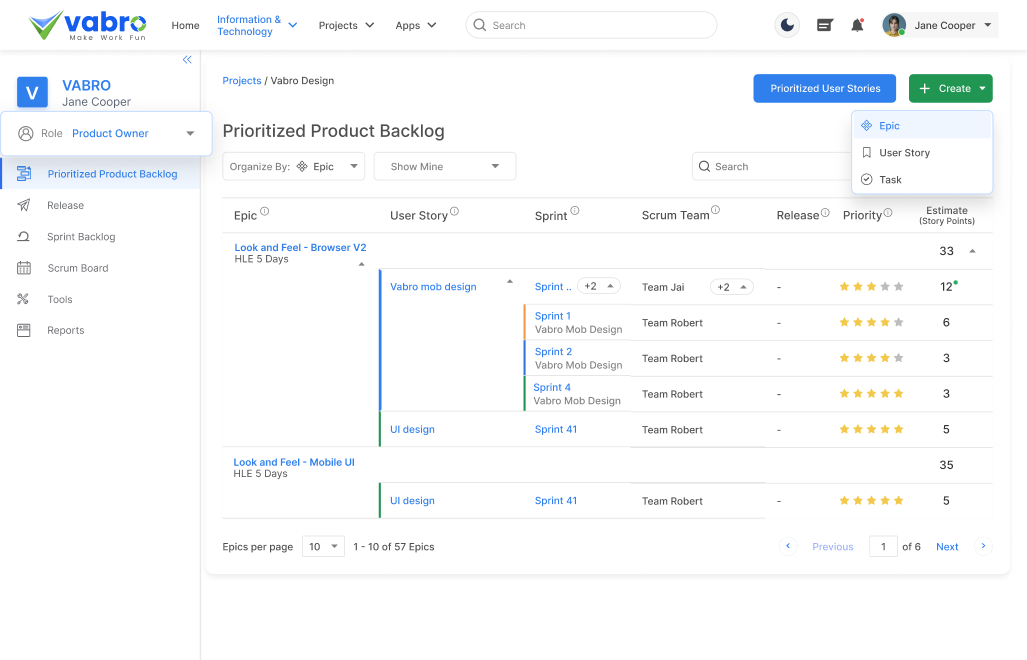 vabro
Make Work Fun
Home
Information &
Technology
Projects
Apps
Search
Jane Cooper
V
VABRO
Jane Cooper
Role Product Owner
Prioritized Product Backlog
Release
Sprint Backlog
Scrum Board
Tools
Reports
Projects / Vabro Design
Prioritized User Stories
Create
Epic
User Story
Task
Prioritized Product Backlog
Organize By: Epic
Show Mine
Search
Epic User Story Sprint Scrum Team Release Priority Estimate
(Story Points)
Look and Feel - Browser V2 33
HLE 5 Days
Vabro mob design Sprint .. +2 Team Jai +2 - 12
Sprint 1
Vabro Mob Design Team Robert - 6
Sprint 2
Vabro Mob Design Team Robert - 3
Sprint 4
Vabro Mob Design Team Robert - 3
UI design Sprint 41 Team Robert - 5
Look and Feel - Mobile UI 35
HLE 5 Days
UI design Sprint 41 Team Robert - 5
Epics per page 10 1 - 10 of 57 Epics
Previous 1 of 6 Next